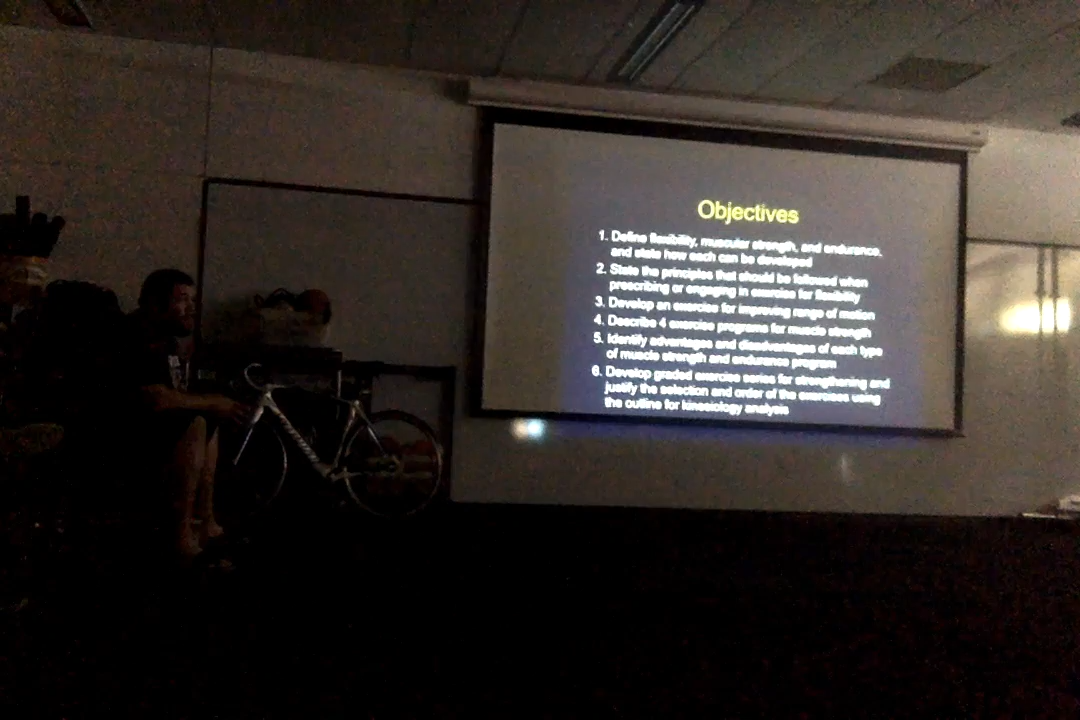 Objectives
1. Define flexibility, muscular strength, and endurance,
and state how each can be developed
2. State the principles that should be followed when
prescribing or engaging in exercise for flexibility
3. Develop an exercise for improving range of motion
4. Describe 4 exercise programs for muscle strength
5. Identify advantages and disadvantages of each type
of muscle strength and endurance program
6. Develop graded exercise series for strengthening and
justify the selection and order of the exercises using
the outline for kinesiology analysis